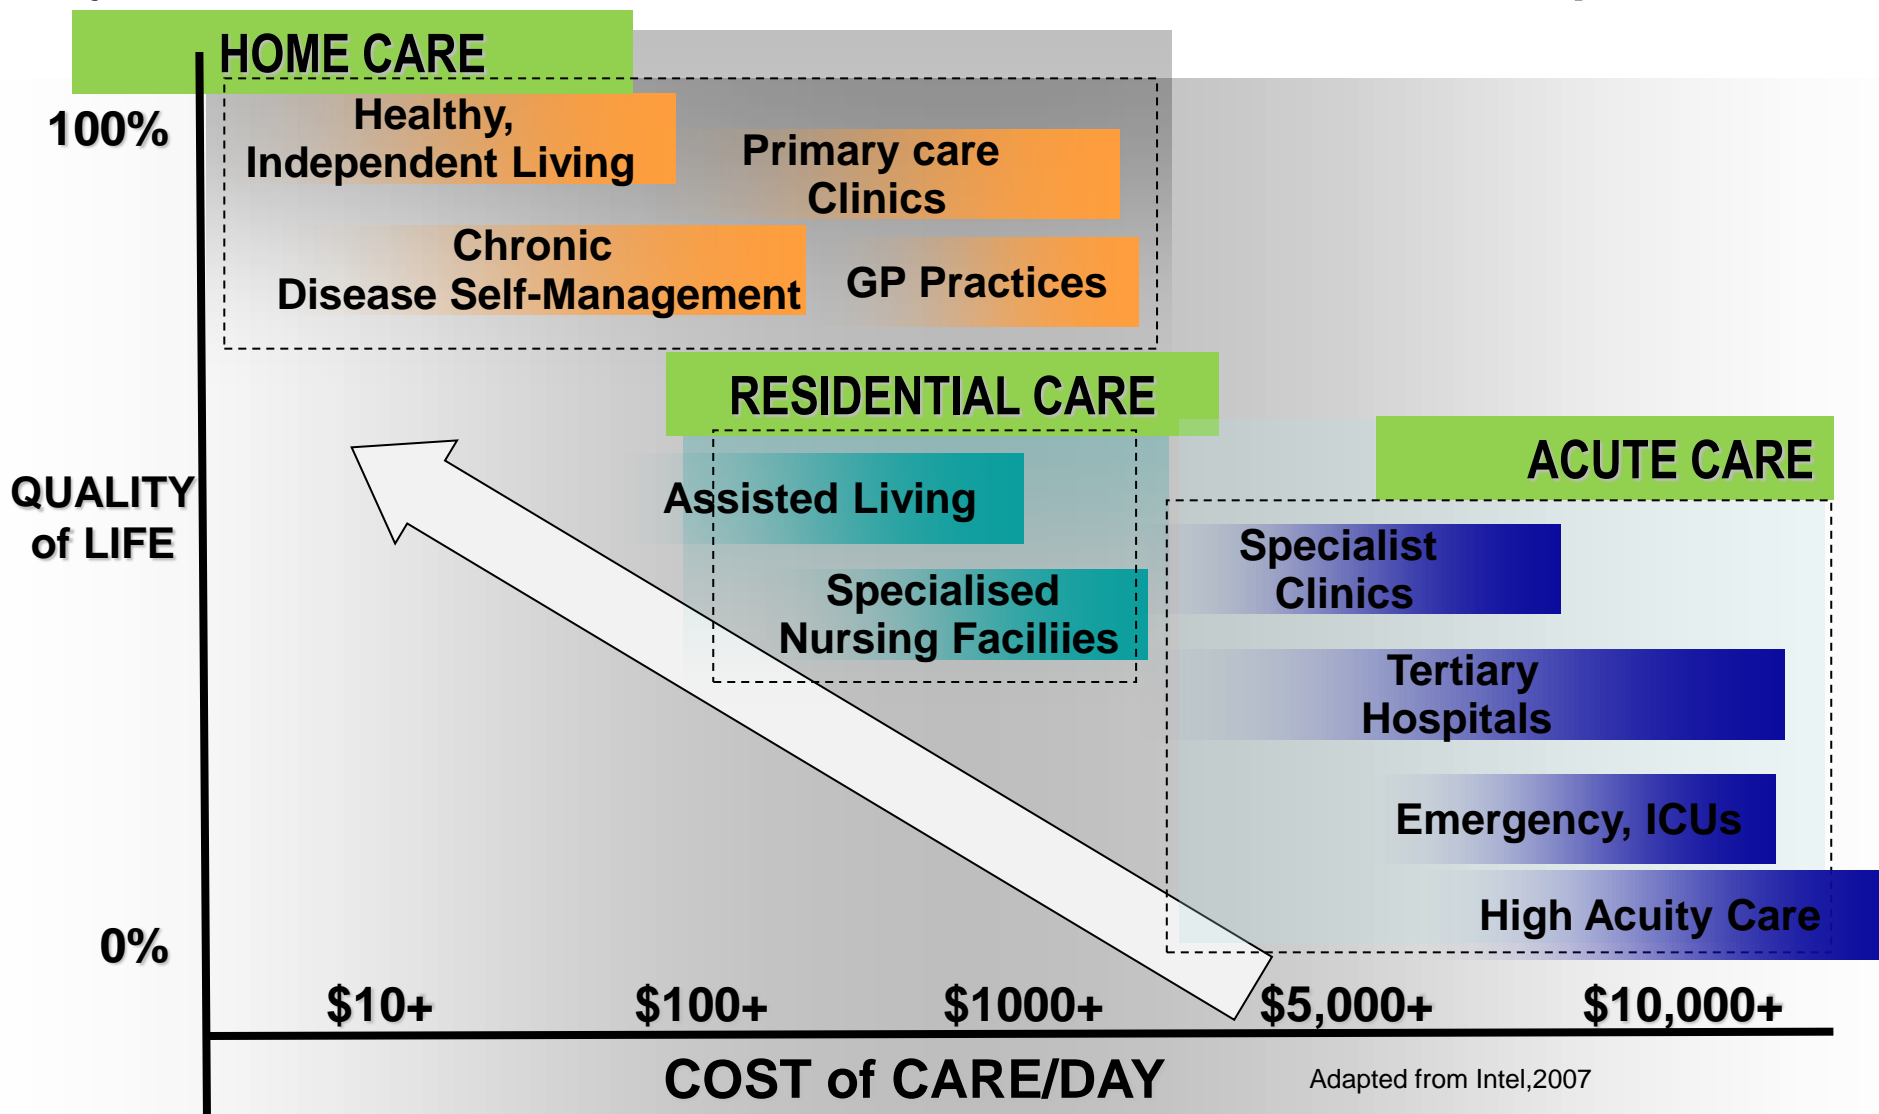 HOME CARE
100%
Healthy,
Independent Living
Primary care
Clinics
Chronic
Disease Self-Management
GP Practices
RESIDENTIAL CARE
ACUTE CARE
QUALITY
of LIFE
Assisted Living
Specialised
Nursing Faciliies
Specialist
Clinics
Tertiary
Hospitals
Emergency, ICUs
High Acuity Care
0%
$10+ $100+ $1000+ $5,000+ $10,000+
COST of CARE/DAY
Adapted from Intel,2007